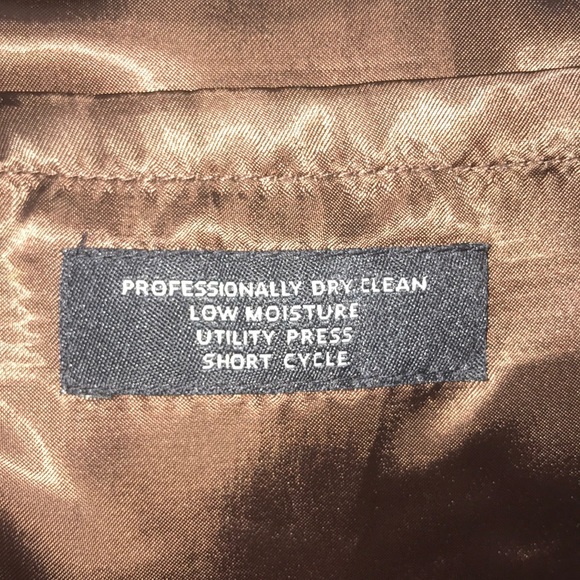 PROFESSIONALLY DRY CLEAN
LOW MOISTURE
UTILITY PRESS
SHORT CYCLE